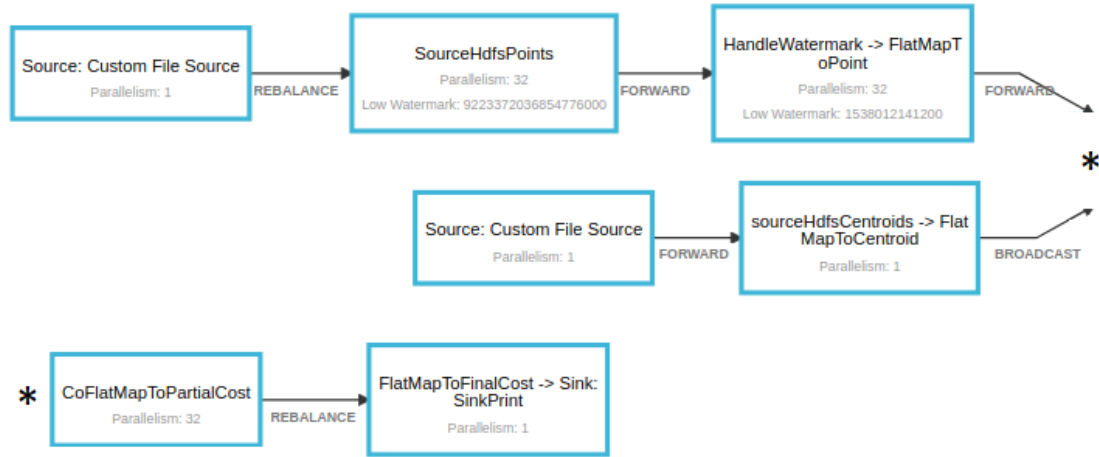 Source: Custom File Source
Parallelism: 1
REBALANCE
SourceHdfsPoints
Parallelism: 32
Low Watermark: 9223372036854776000
FORWARD
HandleWatermark -> FlatMapT
oPoint
Parallelism: 32
Low Watermark: 1538012141200
FORWARD
*
Source: Custom File Source
Parallelism: 1
FORWARD
sourceHdfsCentroids -> Flat
MapToCentroid
Parallelism: 1
BROADCAST
*
CoFlatMapToPartialCost
Parallelism: 32
REBALANCE
FlatMapToFinalCost -> Sink:
SinkPrint
Parallelism: 1